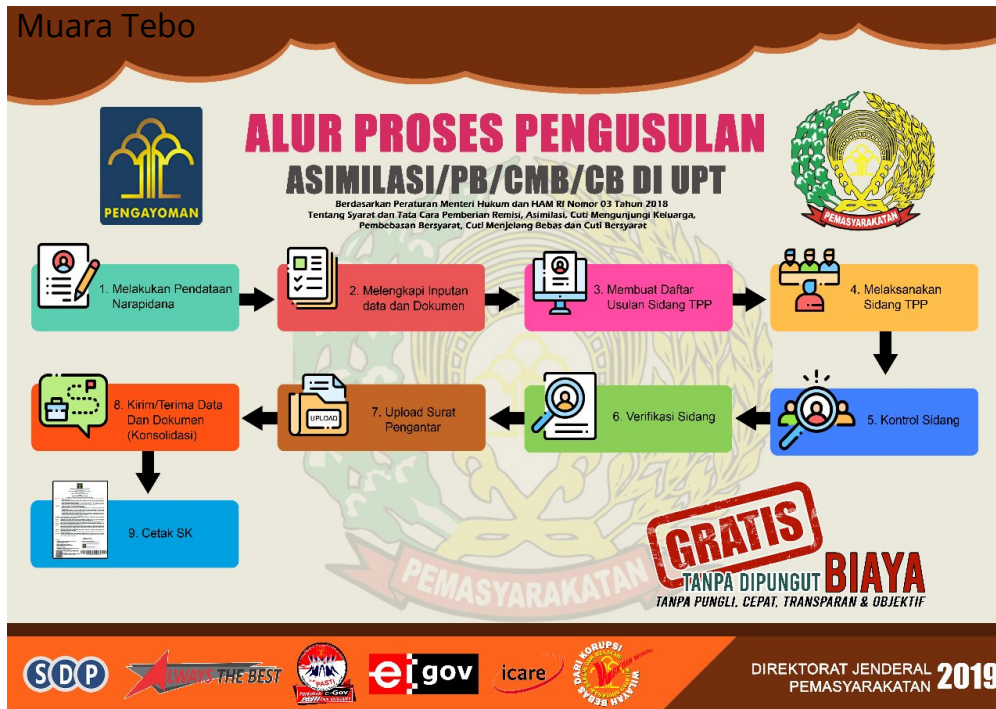 Muara Tebo
PENGAYOMAN
ALUR PROSES PENGUSULAN
ASIMILASI/PB/CMB/CB DI UPT
Berdasarkan Peraturan Menteri Hukum dan HAM RI Nomor 03 Tahun 2018
Tentang Syarat dan Tata Cara Pemberian Remisi, Asimilasi, Cuti Mengunjungi Keluarga,
Pembebasan Bersyarat, Cuti Menjelang Bebas dan Cuti Bersyarat
PEMASYARAKATAN
1. Melakukan Pendataan
Narapidana
2. Melengkapi Inputan
data dan Dokumen
3. Membuat Daftar
Usulan Sidang TPP
4. Melaksanakan
Sidang TPP
5. Kontrol Sidang
6. Verifikasi Sidang
UPLOAD
7. Upload Surat
Pengantar
8. Kirim/Terima Data
Dan Dokumen
(Konsolidasi)
9. Cetak SK
PEMASYARAKATAN
GRATIS
TANPA DIPUNGUT BIAYA
TANPA PUNGLI, CEPAT, TRANSPARAN & OBJEKTIF
SDP
ALWAYS THE BEST
PASTI
e-gov
icare
WILAYAH BEBAS DARI KORUPSI
DIREKTORAT JENDERAL
PEMASYARAKATAN 2019